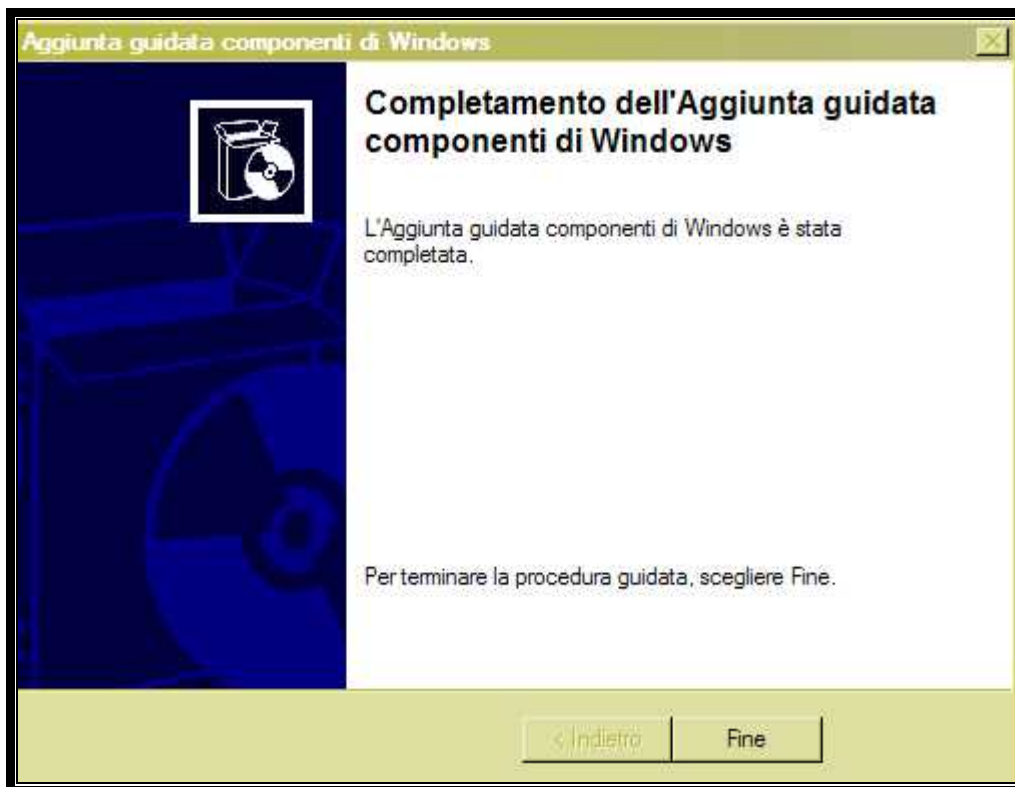 Aggiunta guidata componenti di Windows
Completamento dell'Aggiunta guidata
componenti di Windows
L'Aggiunta guidata componenti di Windows è stata
completata.
Per terminare la procedura guidata, scegliere Fine.
< Indietro
Fine